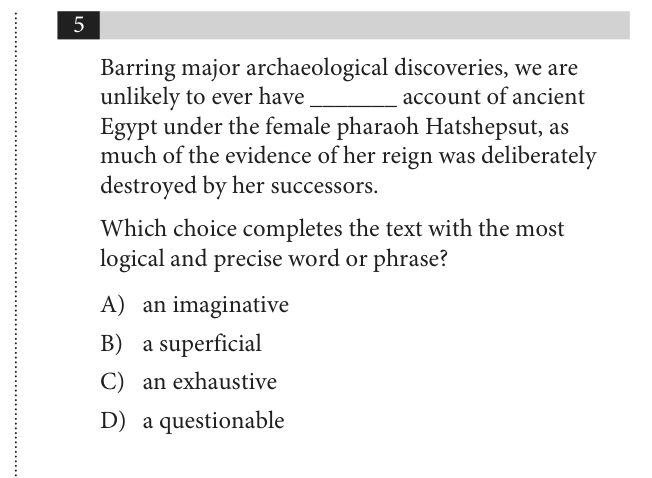 5
Barring major archaeological discoveries, we are
unlikely to ever have _______ account of ancient
Egypt under the female pharaoh Hatshepsut, as
much of the evidence of her reign was deliberately
destroyed by her successors.
Which choice completes the text with the most
logical and precise word or phrase?
A) an imaginative
B) a superficial
C) an exhaustive
D) a questionable